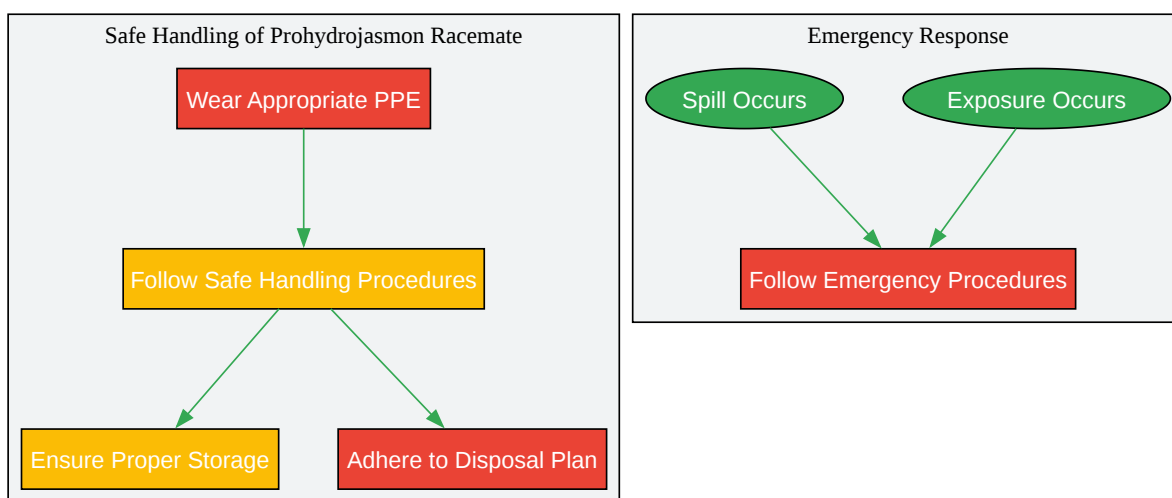 Safe Handling of Prohydrojasmon Racemate
Wear Appropriate PPE
Follow Safe Handling Procedures
Ensure Proper Storage
Adhere to Disposal Plan
Emergency Response
Spill Occurs
Exposure Occurs
Follow Emergency Procedures